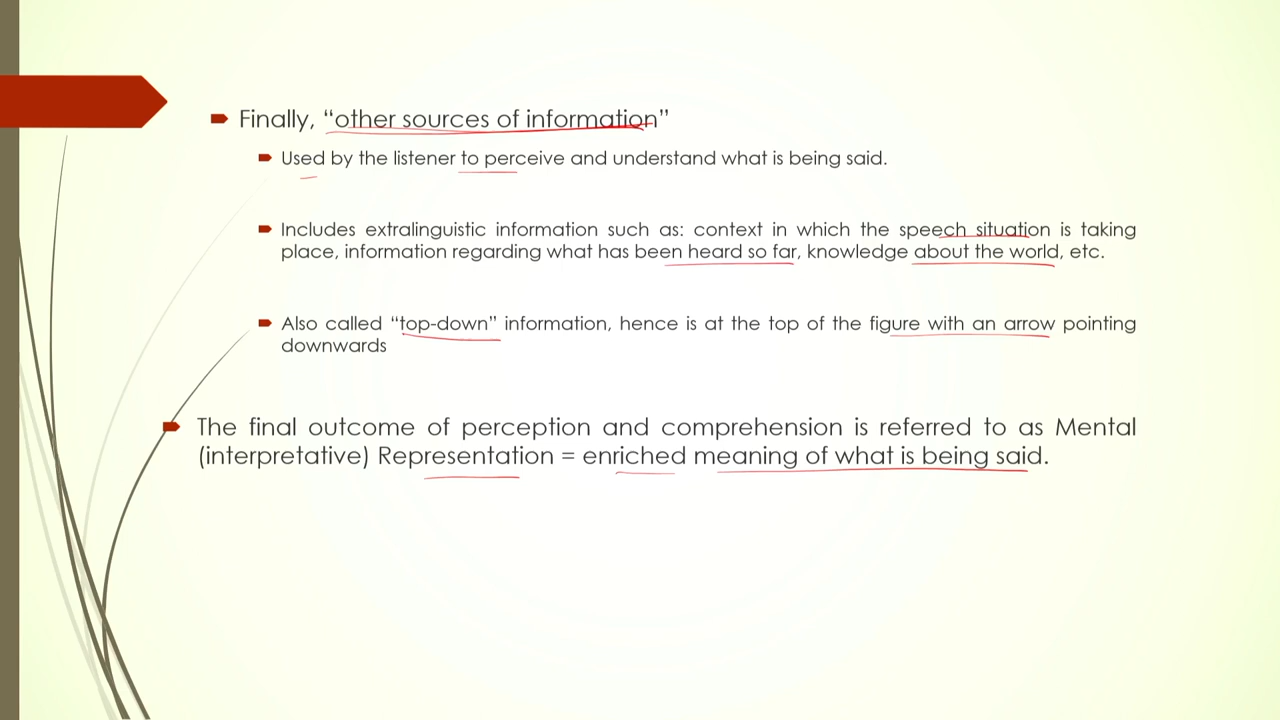 Finally, “other sources of information”
Used by the listener to perceive and understand what is being said.
Includes extralinguistic information such as: context in which the speech situation is taking
place, information regarding what has been heard so far, knowledge about the world, etc.
Also called “top-down” information, hence is at the top of the figure with an arrow pointing
downwards
The final outcome of perception and comprehension is referred to as Mental
(interpretative) Representation = enriched meaning of what is being said.